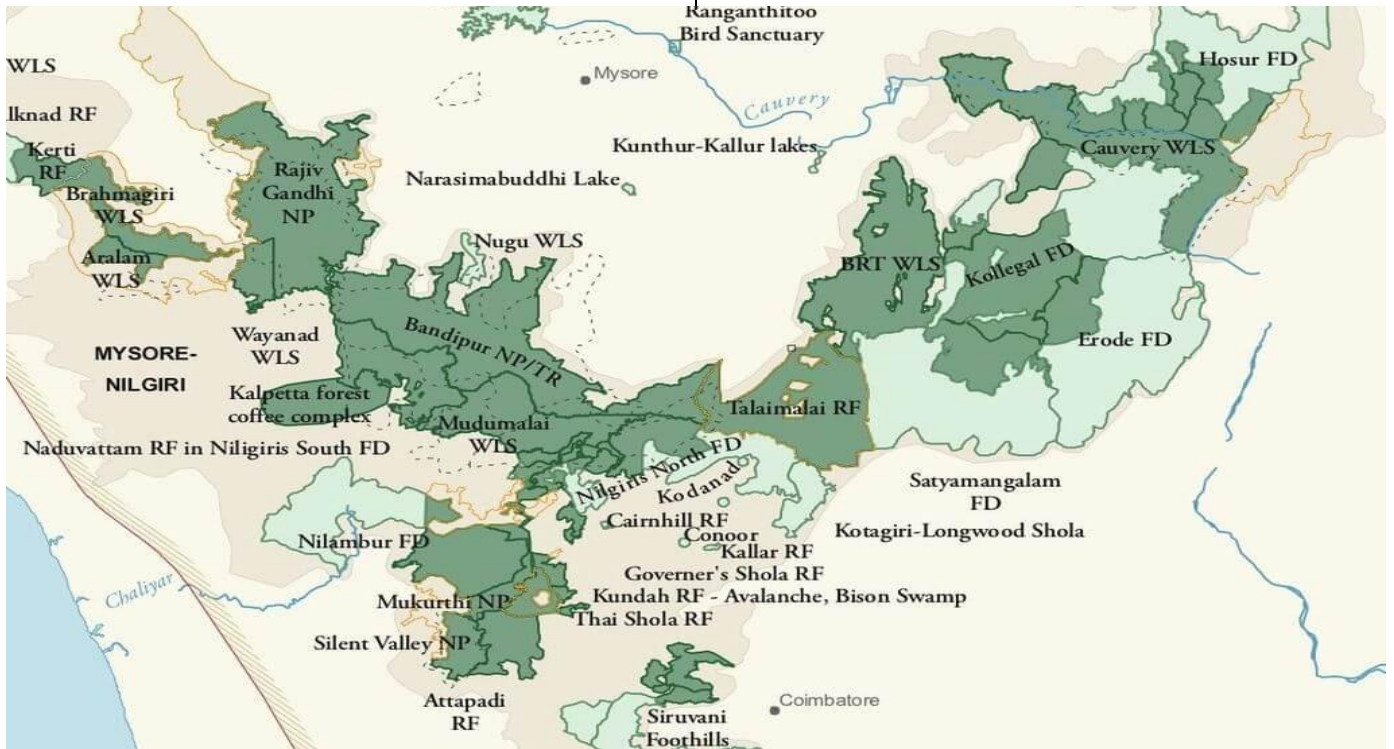 Ranganthitoo
Bird Sanctuary
Hosur FD
WLS
Mysore
Cauvery
lknad RF
Kerti
RF
Kunthur-Kallur lakes
Cauvery WLS
Rajiv
Gandhi
NP
Narasimabuddhi Lake
Brahmagiri
WLS
Nugu WLS
Aralam
WLS
BRT WLS
Kollegal FD
Wayanad
WLS
Bandipur NP/TR
Erode FD
MYSORE-
NILGIRI
Kalpetta forest
coffee complex
Talaimalai RF
Mudumalai
WLS
Naduvattam RF in Niligiris South FD
Nilgiris North FD
Kodanad
Satyamangalam
FD
Cairnhill RF
Kotagiri-Longwood Shola
Conoor
Nilambur FD
Kallar RF
Governer's Shola RF
Chaliyar
Mukurthi NP
Kundah RF - Avalanche, Bison Swamp
Thai Shola RF
Silent Valley NP
Attapadi
RF
Coimbatore
Siruvani
Foothills